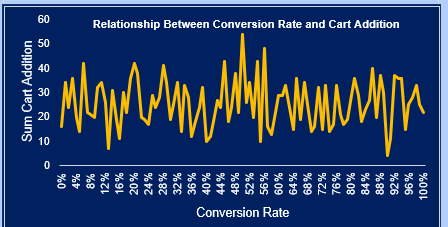 Relationship Between Conversion Rate and Cart Addition
Sum Cart Addition
60
50
40
30
20
10
0
0% 4% 8% 12% 16% 20% 24% 28% 32% 36% 40% 44% 48% 52% 56% 60% 64% 68% 72% 76% 80% 84% 88% 92% 96% 100%
Conversion Rate